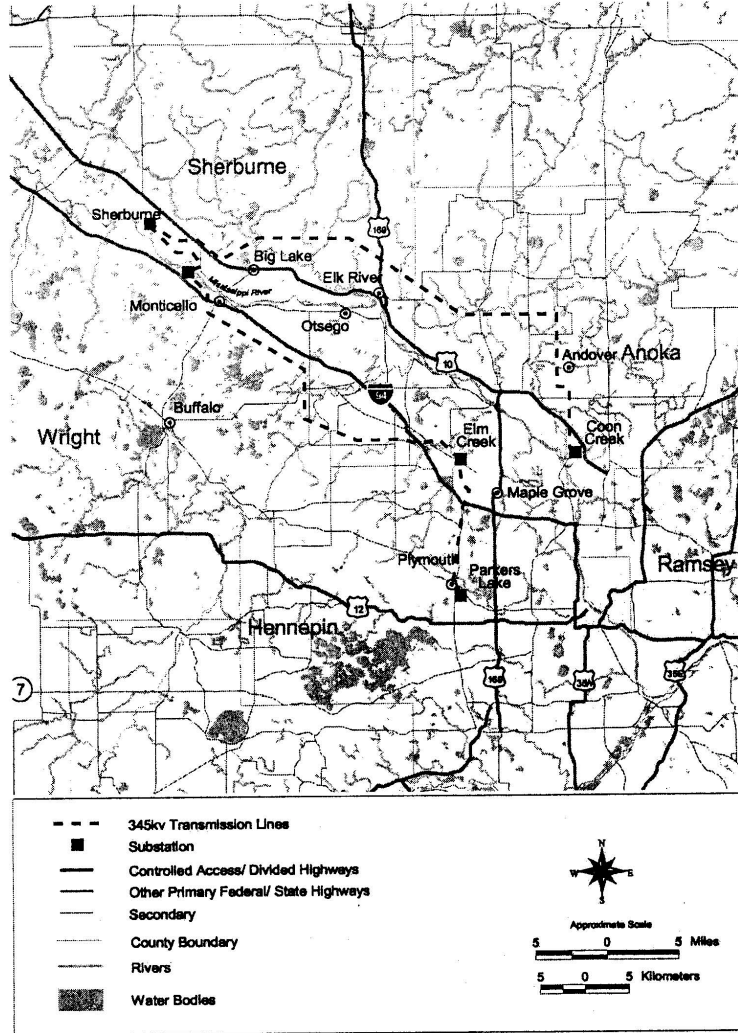 Sherburne
169
Sherburne
Big Lake
Mississippi River
Elk River
Monticello
Otsego
10
Andover
Anoka
94
Buffalo
Wright
Elm
Creek
Coon
Creek
Maple Grove
Plymouth
Parkers
Lake
Ramsey
12
Hennepin
7
169
345kv Transmission Lines
Substation
Controlled Access/ Divided Highways
Other Primary Federal/ State Highways
Secondary
County Boundary
Rivers
Water Bodies
N
W E
S
Approximate Scale
5 0 5 Miles
5 0 5 Kilometers